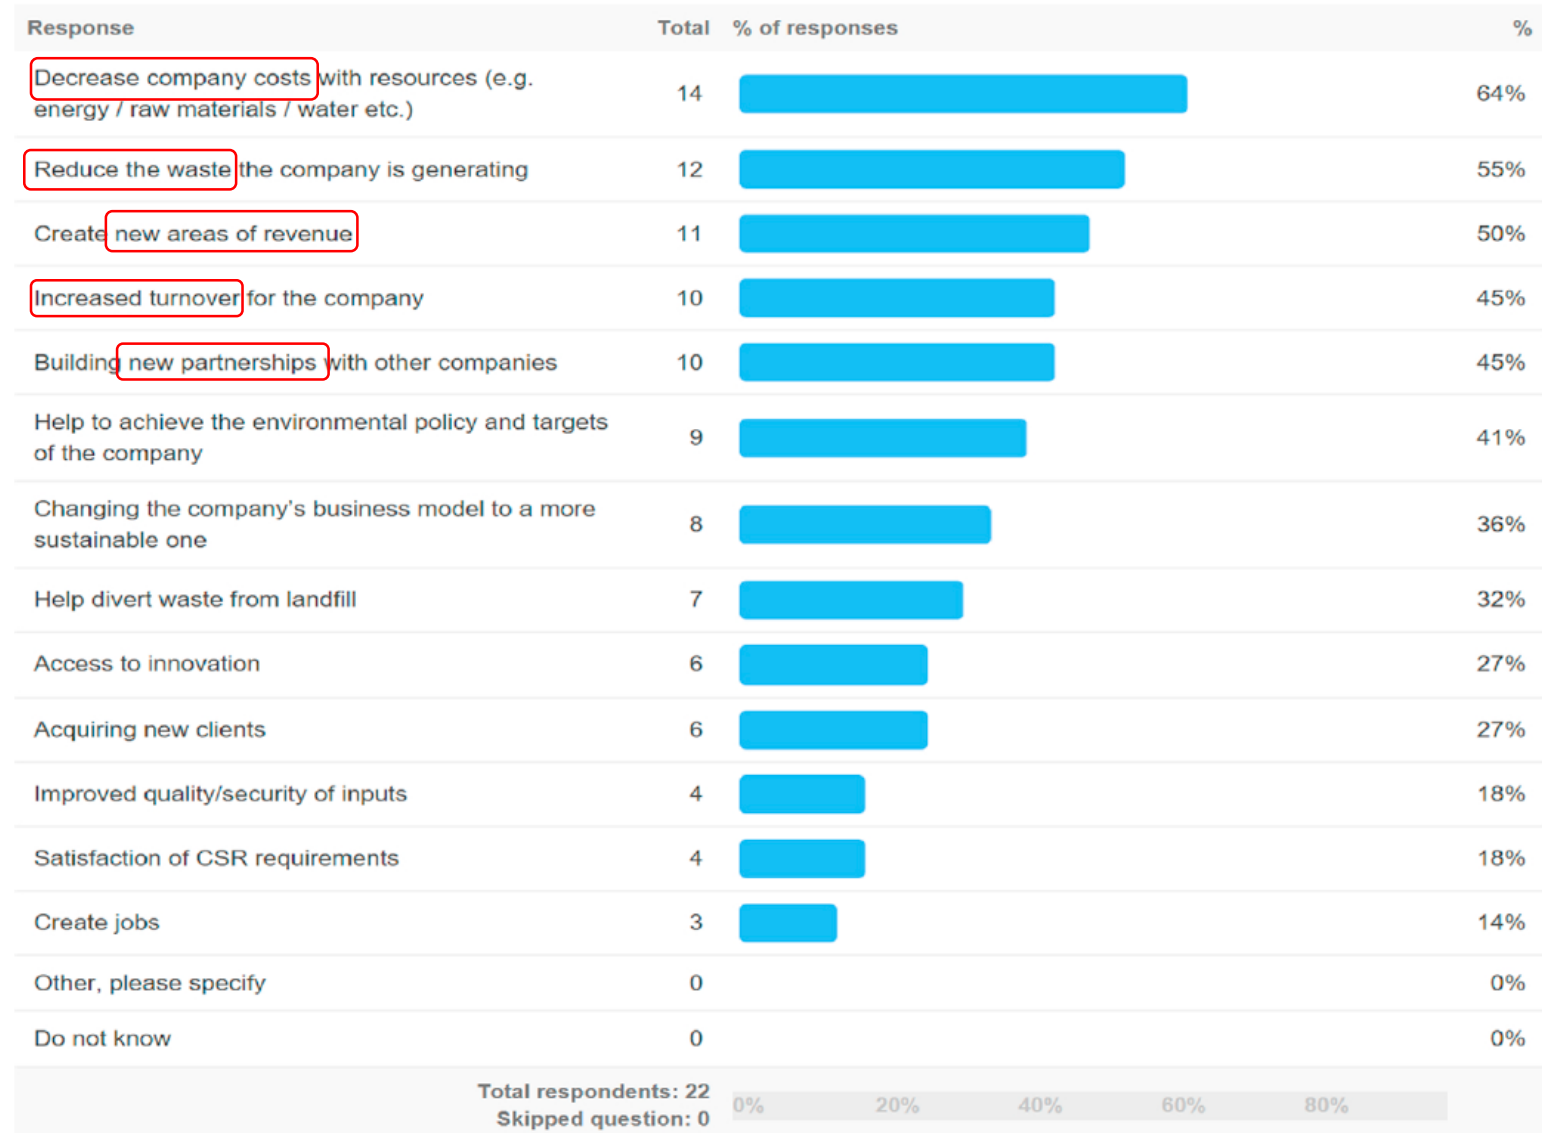 Response Total % of responses %
Decrease company costs with resources (e.g.
energy / raw materials / water etc.) 14 64%
Reduce the waste the company is generating 12 55%
Create new areas of revenue 11 50%
Increased turnover for the company 10 45%
Building new partnerships with other companies 10 45%
Help to achieve the environmental policy and targets
of the company 9 41%
Changing the company’s business model to a more
sustainable one 8 36%
Help divert waste from landfill 7 32%
Access to innovation 6 27%
Acquiring new clients 6 27%
Improved quality/security of inputs 4 18%
Satisfaction of CSR requirements 4 18%
Create jobs 3 14%
Other, please specify 0 0%
Do not know 0 0%
Total respondents: 22
Skipped question: 0
0% 20% 40% 60% 80%